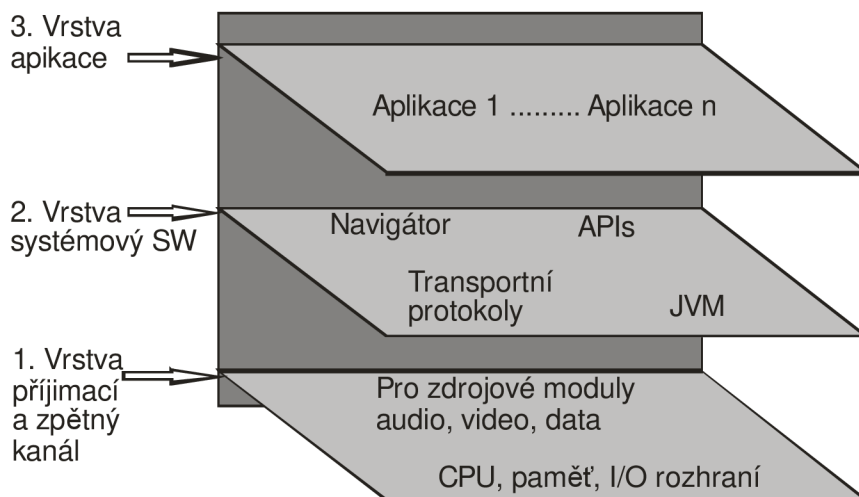 3. Vrstva
apikace
Aplikace 1 ......... Aplikace n
2. Vrstva
systémový SW
Navigátor
APIs
Transportní
protokoly
JVM
1. Vrstva
příjimací
a zpětný
kanál
Pro zdrojové moduly
audio, video, data
CPU, paměť, I/O rozhraní